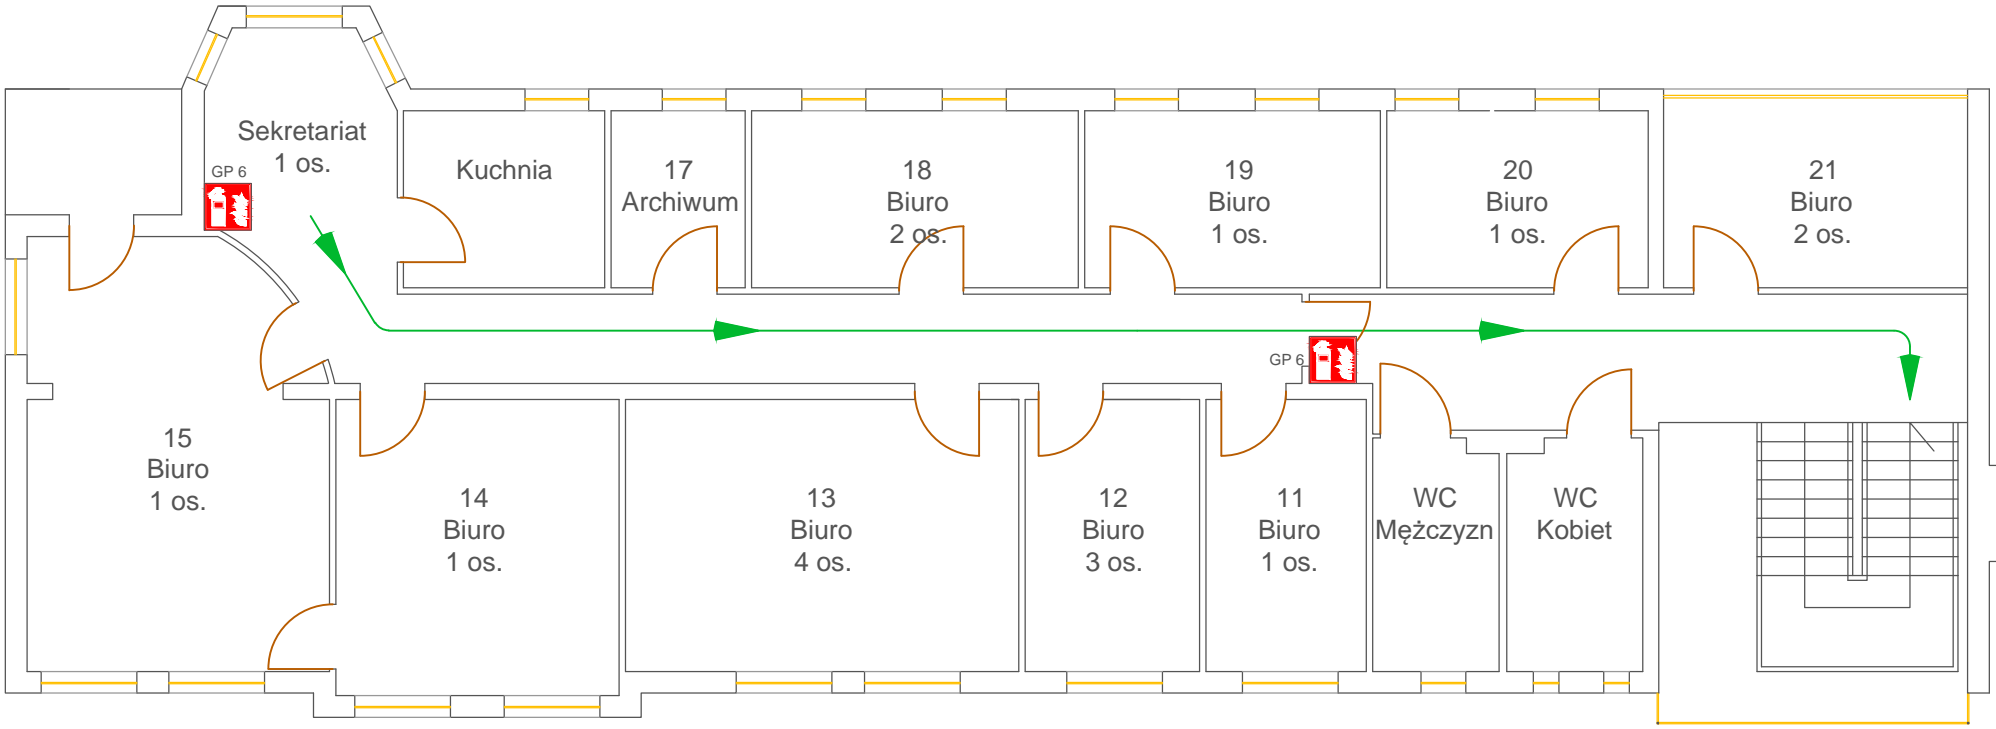 Sekretariat
1 os.
GP 6
Kuchnia
17
Archiwum
18
Biuro
2 os.
19
Biuro
1 os.
20
Biuro
1 os.
21
Biuro
2 os.
GP 6
15
Biuro
1 os.
14
Biuro
1 os.
13
Biuro
4 os.
12
Biuro
3 os.
11
Biuro
1 os.
WC
Mężczyzn
WC
Kobiet